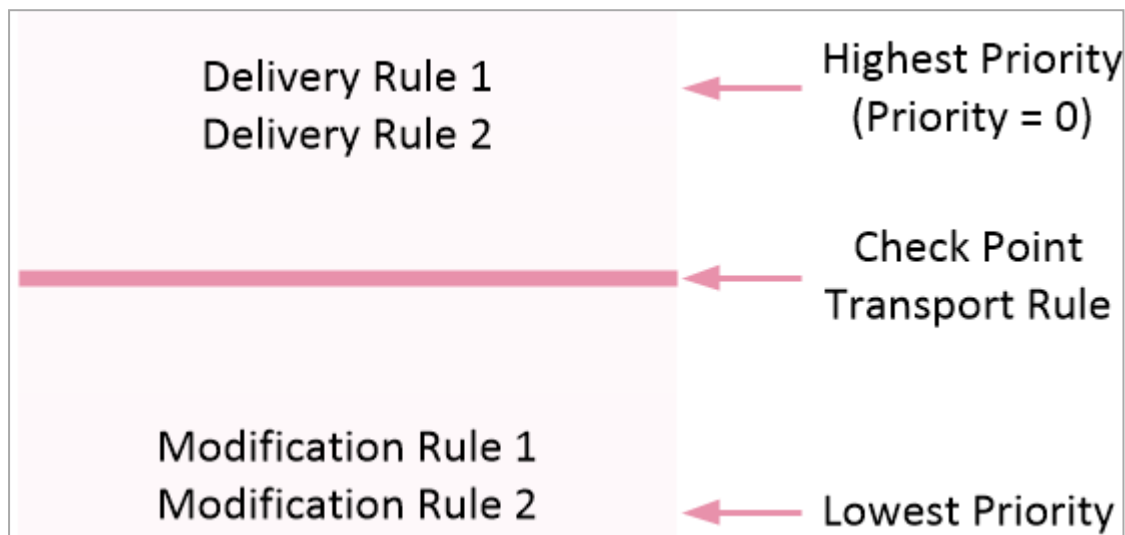 Delivery Rule 1
Delivery Rule 2
Highest Priority
(Priority = 0)
Check Point
Transport Rule
Modification Rule 1
Modification Rule 2
Lowest Priority